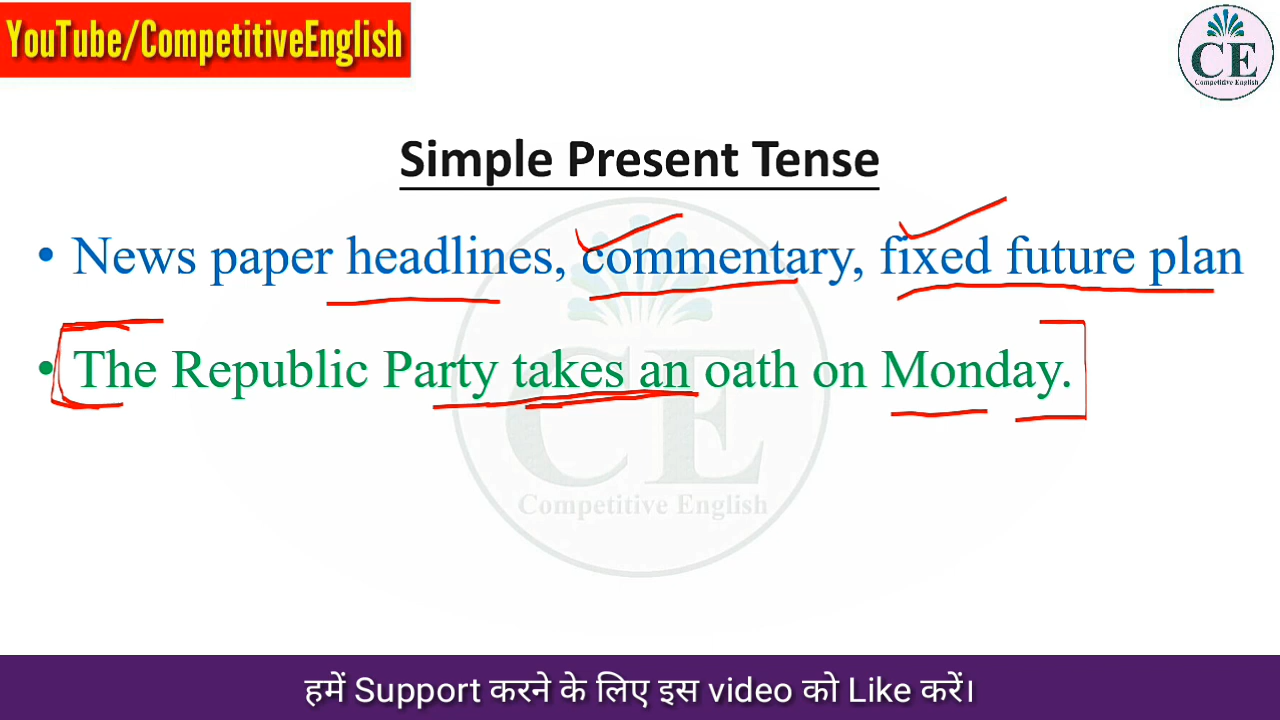 YouTube/CompetitiveEnglish
CE
Competitive English
Simple Present Tense
• News paper headlines, commentary, fixed future plan
• The Republic Party takes an oath on Monday.
CE
Competitive English
हमें Support करने के लिए इस video को Like करें।